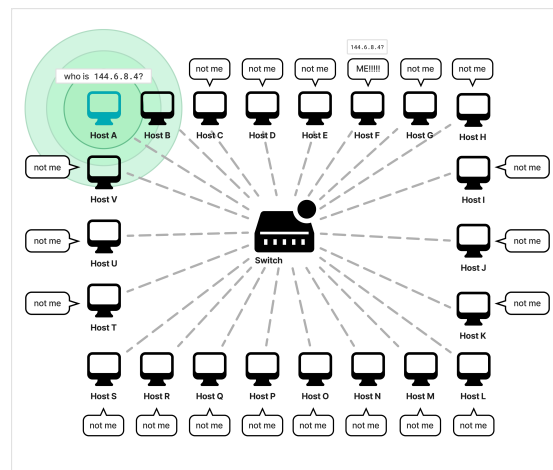 144.6.8.4?
not me
not me
not me
ME!!!!!
not me
not me
who is 144.6.8.4?
Host A
Host B
Host C
Host D
Host E
Host F
Host G
Host H
not me
Host V
not me
Host I
not me
Host U
not me
Host J
Switch
not me
Host T
not me
Host K
Host S
Host R
Host Q
Host P
Host O
Host N
Host M
Host L
not me
not me
not me
not me
not me
not me
not me
not me